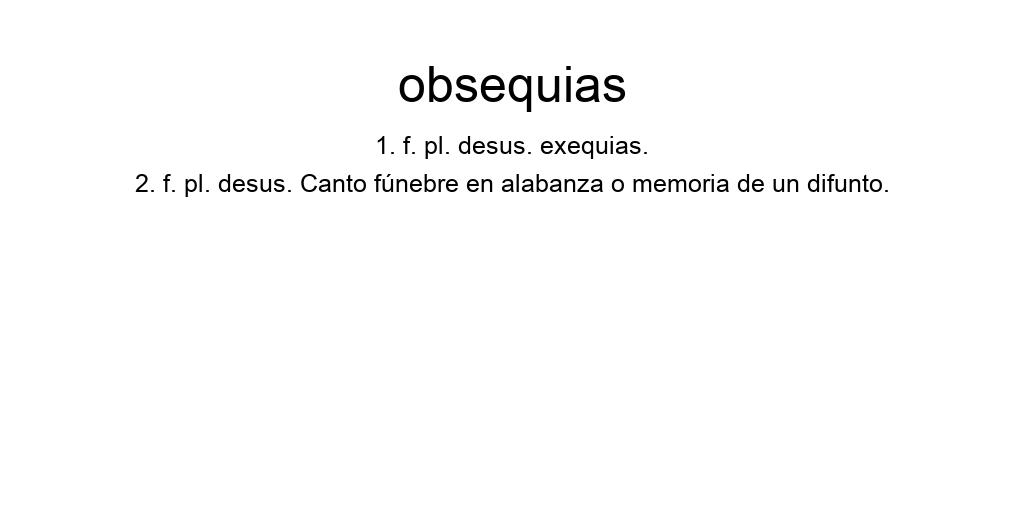 obsequias
1. f. pl. desus. exequias.
2. f. pl. desus. Canto fúnebre en alabanza o memoria de un difunto.